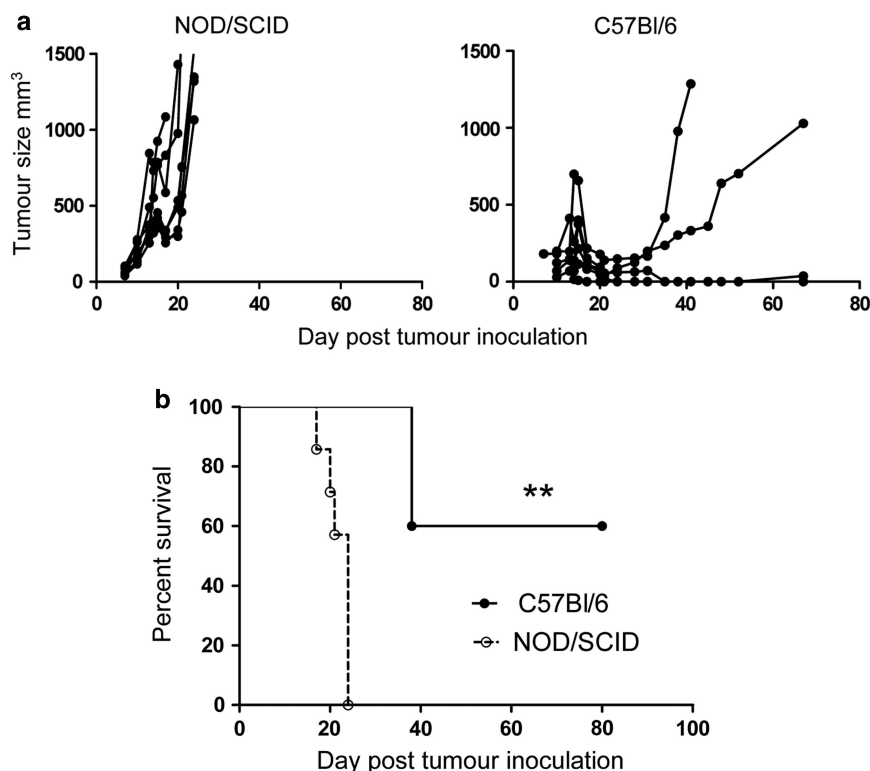 a
NOD/SCID
C57Bl/6
Tumour size mm³
1500
1000
500
0
0 20 40 60 80
1500
1000
500
0
0 20 40 60 80
Day post tumour inoculation
b
Percent survival
100
80
60
40
20
0
**
C57Bl/6
NOD/SCID
0 20 40 60 80 100
Day post tumour inoculation